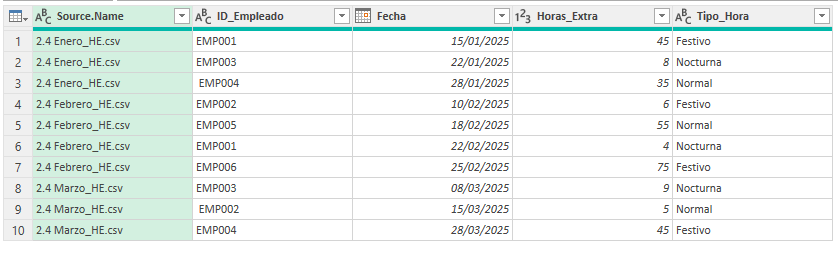 ABC Source.Name ABC ID_Empleado Fecha 123 Horas_Extra ABC Tipo_Hora
1 2.4 Enero_HE.csv EMP001 15/01/2025 45 Festivo
2 2.4 Enero_HE.csv EMP003 22/01/2025 8 Nocturna
3 2.4 Enero_HE.csv EMP004 28/01/2025 35 Normal
4 2.4 Febrero_HE.csv EMP002 10/02/2025 6 Festivo
5 2.4 Febrero_HE.csv EMP005 18/02/2025 55 Normal
6 2.4 Febrero_HE.csv EMP001 22/02/2025 4 Nocturna
7 2.4 Febrero_HE.csv EMP006 25/02/2025 75 Festivo
8 2.4 Marzo_HE.csv EMP003 08/03/2025 9 Nocturna
9 2.4 Marzo_HE.csv EMP002 15/03/2025 5 Normal
10 2.4 Marzo_HE.csv EMP004 28/03/2025 45 Festivo